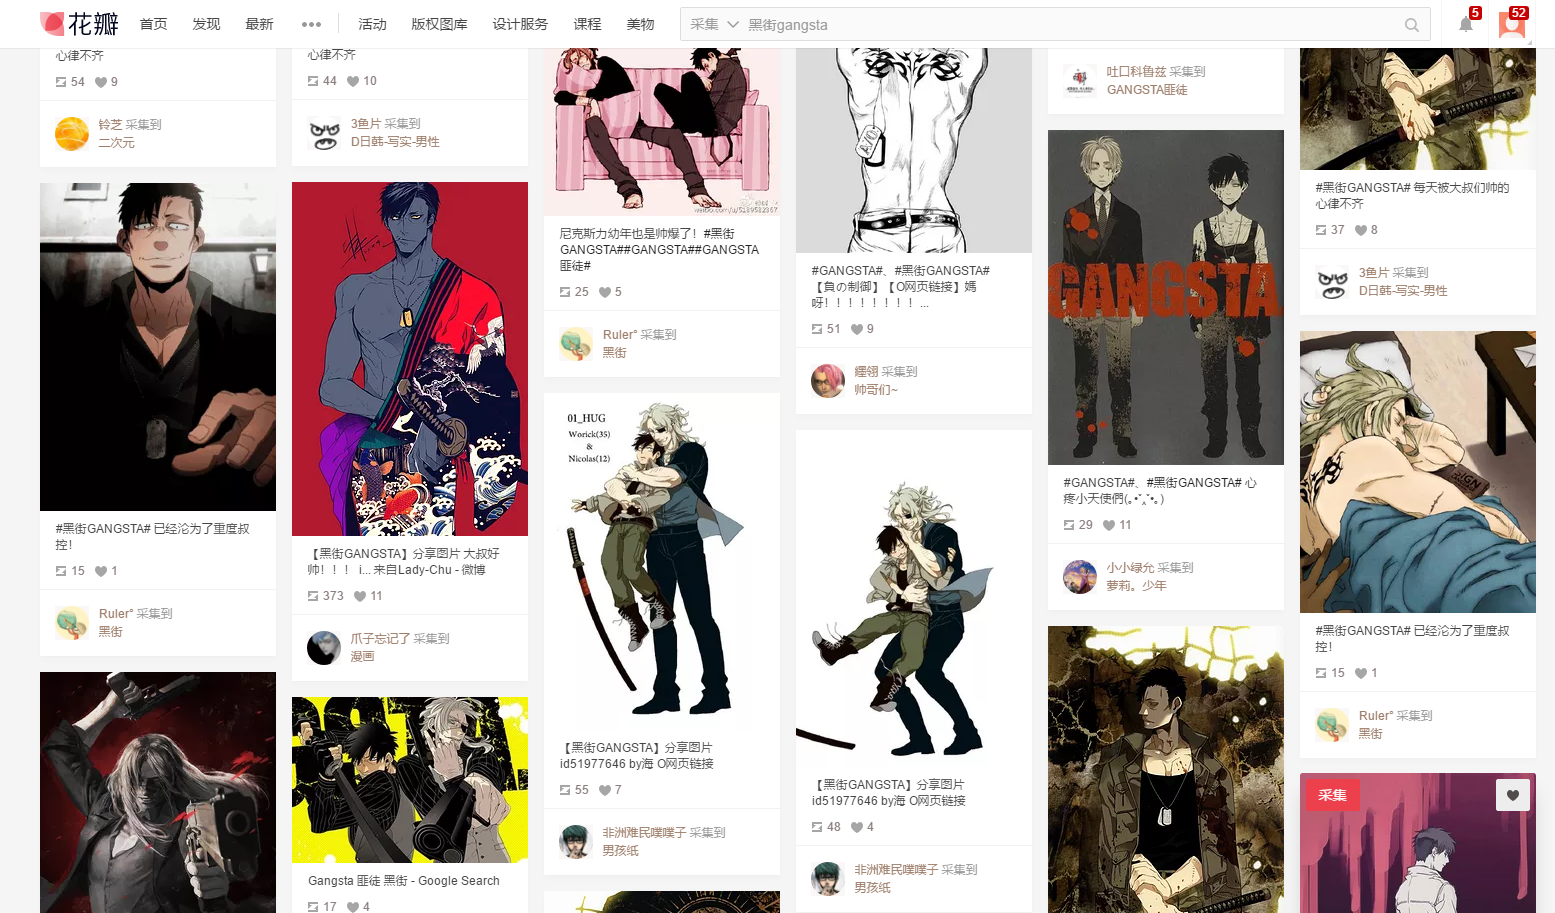 花瓣 首页 发现 最新 ••• 活动 版权图库 设计服务 课程 美物 采集 黑街gangsta 5 52
心律不齐
54 9
铃芝 采集到
二次元
#黑街GANGSTA# 已经沦为了重度叔
控！
15 1
Ruler° 采集到
黑街
心律不齐
44 10
3鱼片 采集到
D日韩-写实-男性
【黑街GANGSTA】分享图片 大叔好
帅！！！ i... 来自Lady-Chu - 微博
373 11
爪子忘记了 采集到
漫画
Gangsta 匪徒 黑街 - Google Search
17 4
weibo.com/u/5189582367
尼克斯力幼年也是帅爆了！#黑街
GANGSTA##GANGSTA##GANGSTA
匪徒#
25 5
Ruler° 采集到
黑街
01_HUG
Worick(35)
&
Nicolas(12)
【黑街GANGSTA】分享图片
id51977646 by海 O网页链接
55 7
非洲难民噗噗子 采集到
男孩纸
#GANGSTA#、#黑街GANGSTA#
【負の制御】【O网页链接】媽
呀！！！！！！！！...
51 9
纒翎 采集到
帅哥们~
【黑街GANGSTA】分享图片
id51977646 by海 O网页链接
48 4
非洲难民噗噗子 采集到
男孩纸
吐口科鲁兹 采集到
GANGSTA匪徒
GANGSTA.
#GANGSTA#、#黑街GANGSTA# 心
疼小天使們(｡•ˇ‸ˇ•｡)
29 11
小小绿允 采集到
萝莉。少年
#黑街GANGSTA# 每天被大叔们帅的
心律不齐
37 8
3鱼片 采集到
D日韩-写实-男性
#黑街GANGSTA# 已经沦为了重度叔
控！
15 1
Ruler° 采集到
黑街
采集